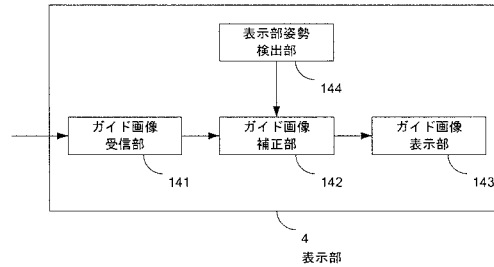 表示部姿勢
検出部
144
ガイド画像
受信部
141
ガイド画像
補正部
142
ガイド画像
表示部
143
4
表示部